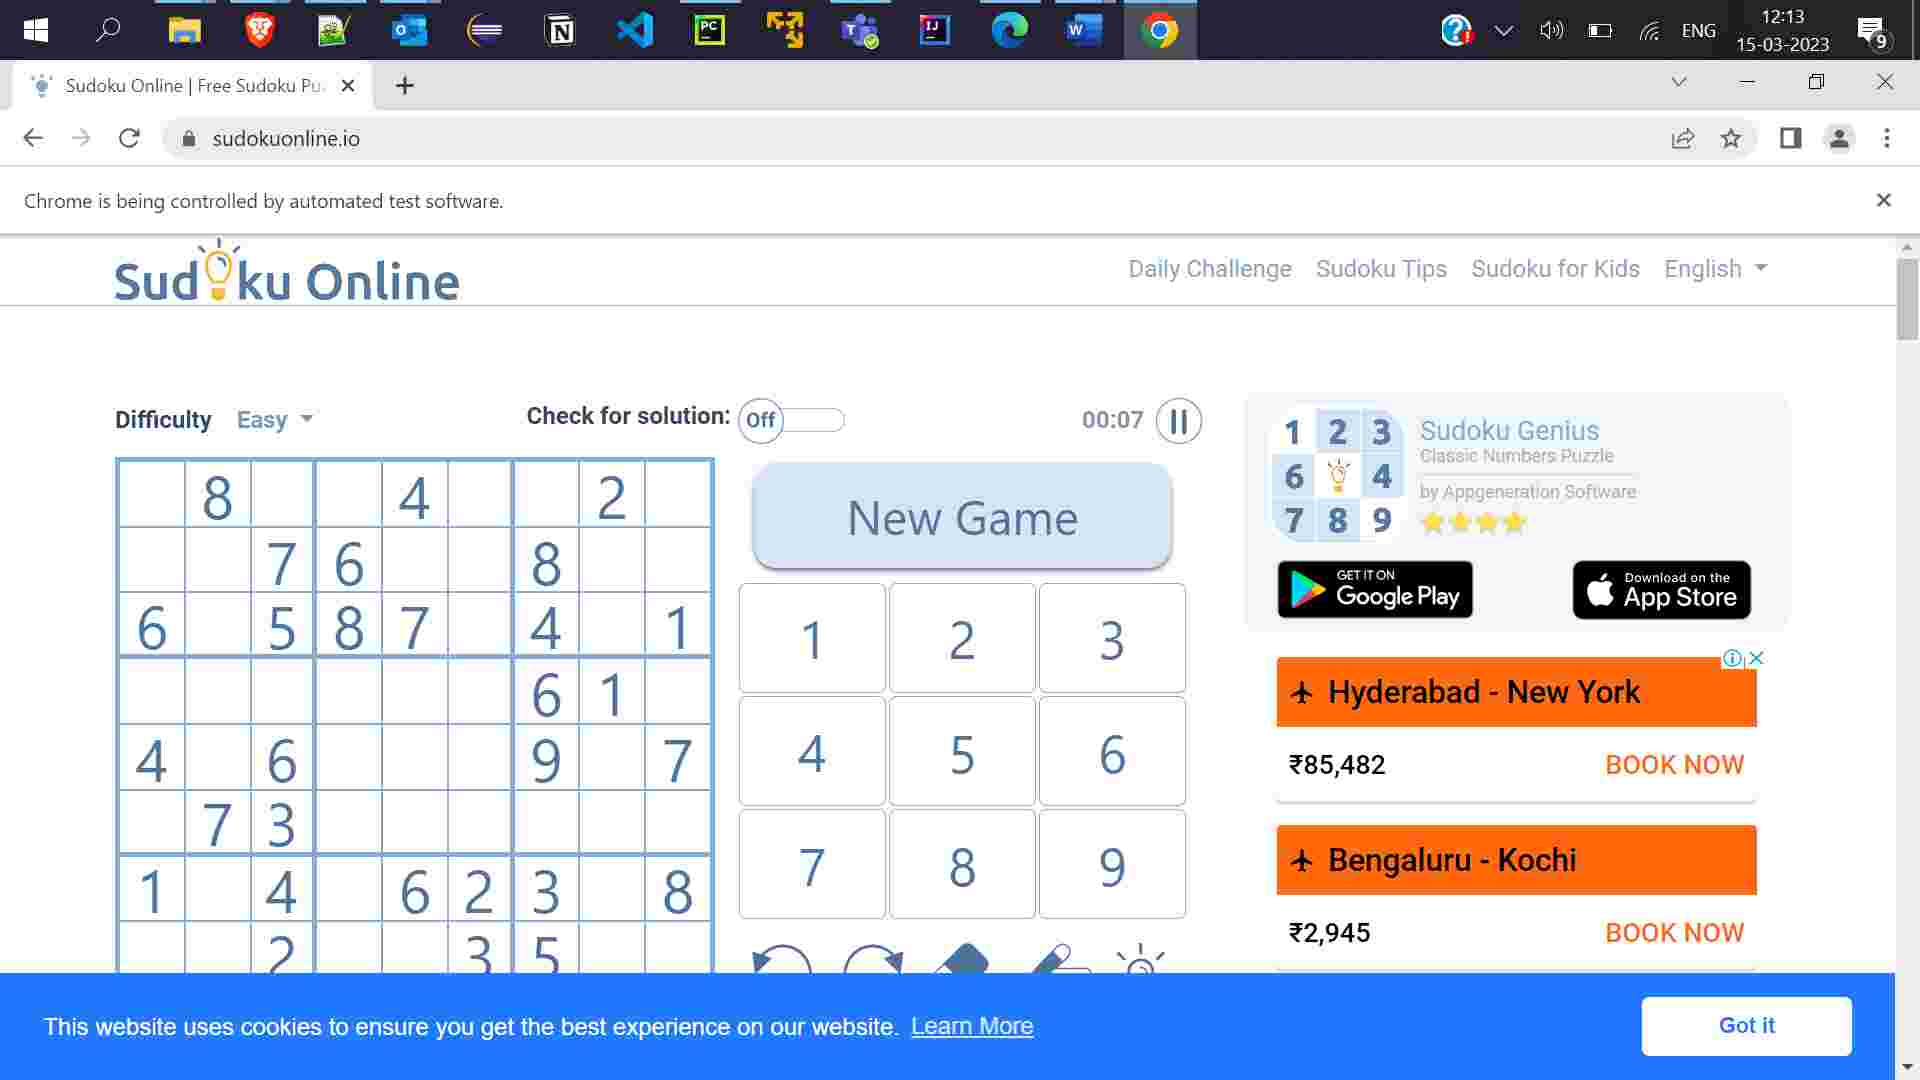 12:13
ENG
15-03-2023
9
Sudoku Online | Free Sudoku Pu
sudokuonline.io
Chrome is being controlled by automated test software.
Sudoku Online
Daily Challenge Sudoku Tips Sudoku for Kids English
Difficulty Easy Check for solution: Off 00:07
8 4 2
7 6 8
6 5 8 7 4 1
6 1
4 6 9 7
7 3
1 4 6 2 3 8
2 3 5
New Game
1 2 3
4 5 6
7 8 9
1 2 3
6 4
7 8 9
Sudoku Genius
Classic Numbers Puzzle
by Appgeneration Software
GET IT ON
Google Play
Download on the
App Store
Hyderabad - New York
₹85,482 BOOK NOW
Bengaluru - Kochi
₹2,945 BOOK NOW
This website uses cookies to ensure you get the best experience on our website. Learn More
Got it